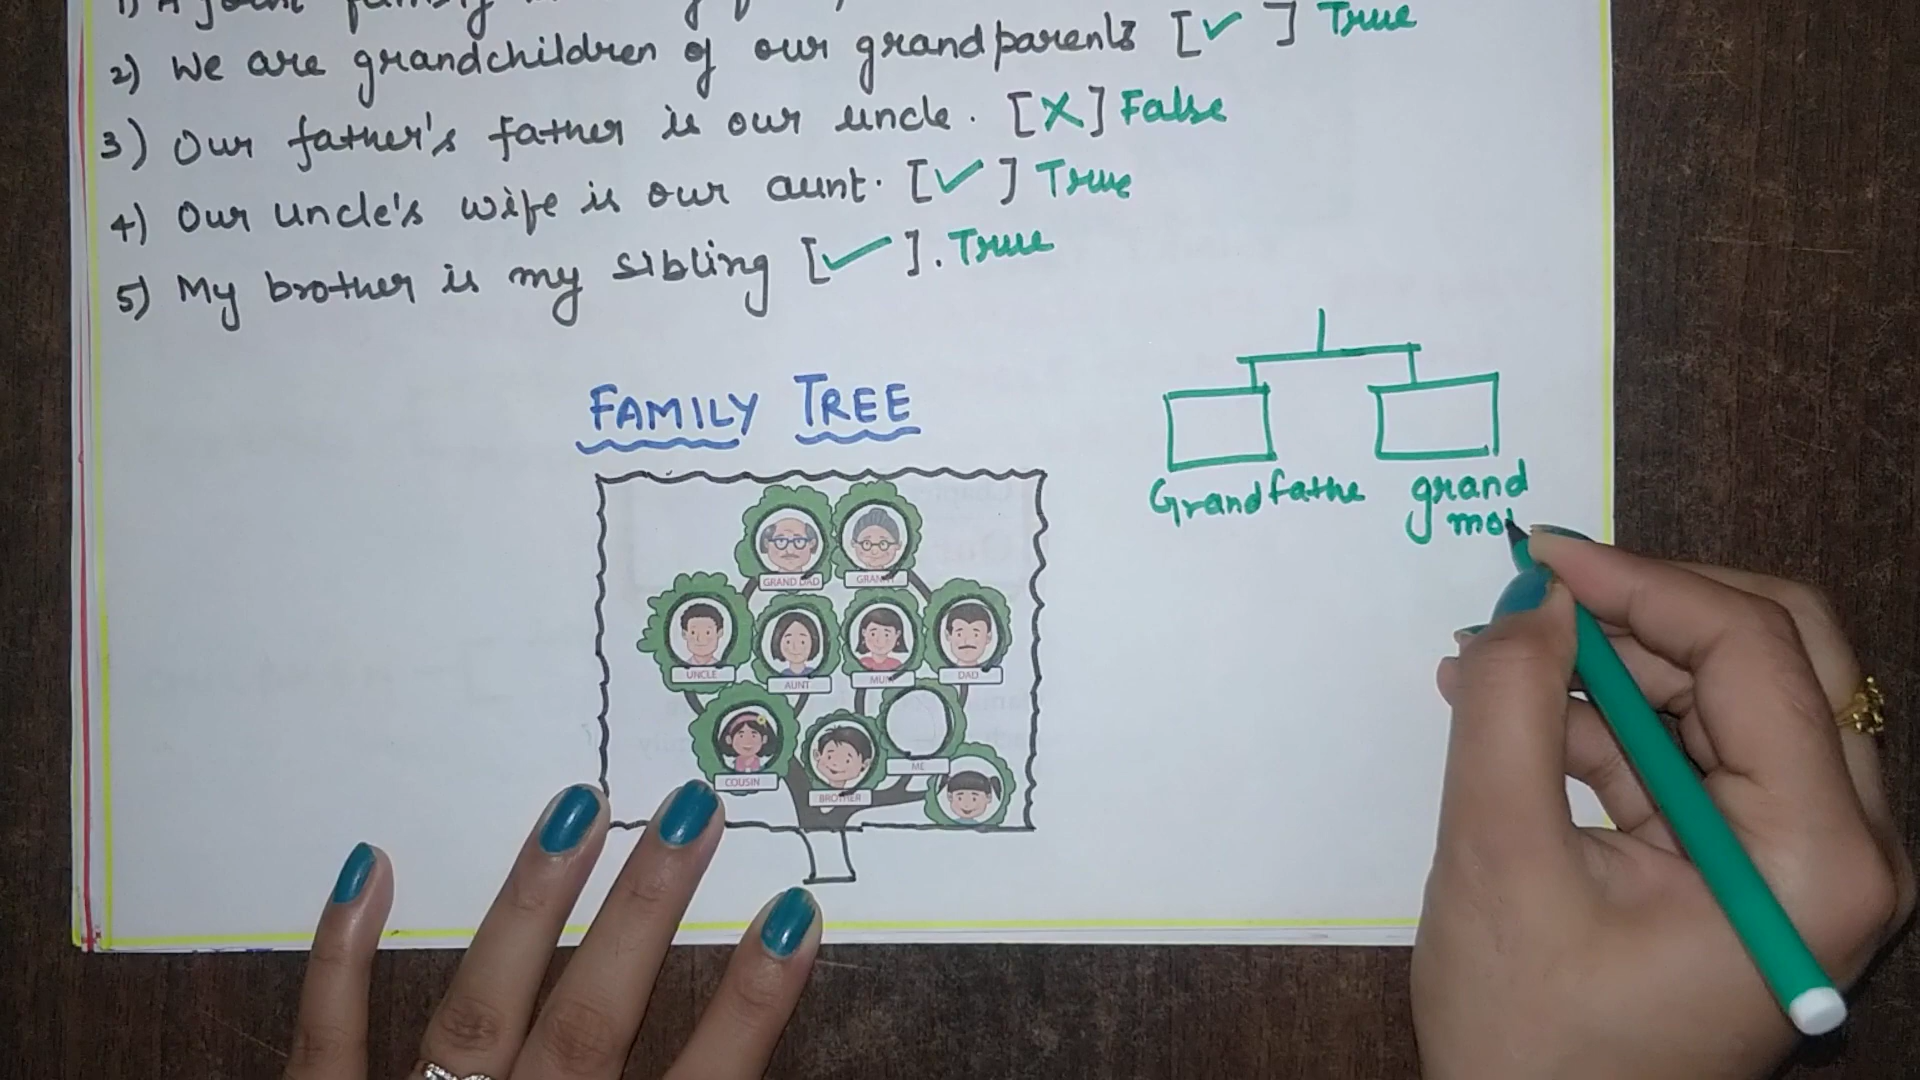 2) We are grandchildren of our grandparents [✓] True
3) Our father's father is our uncle. [X] False
4) Our uncle's wife is our aunt. [✓] True
5) My brother is my sibling [✓]. True
FAMILY TREE
Grandfathe
grand
mo
GRAND DAD
GRANNY
UNCLE
AUNT
MUM
DAD
COUSIN
BROTHER
ME